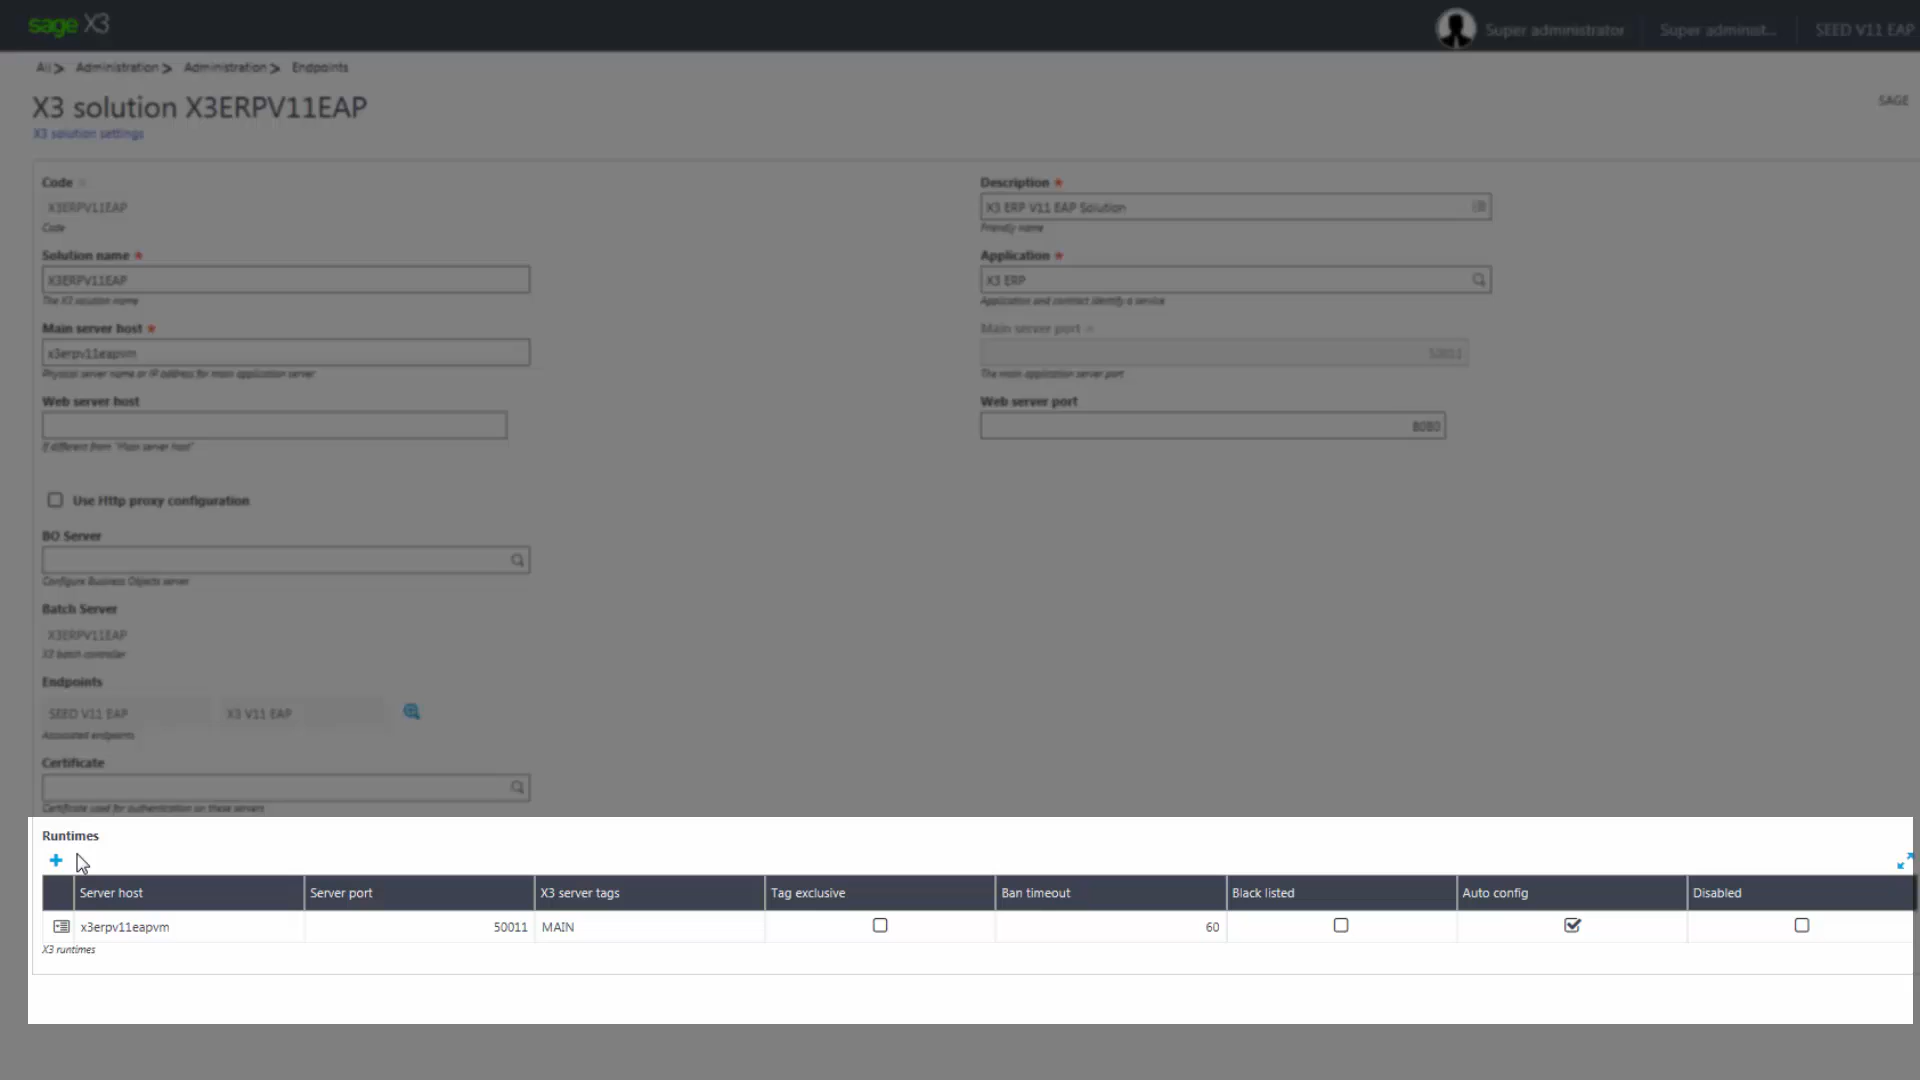 sage X3
Super administrator
Super administ...
SEED V11 EAP
All > Administration > Administration > Endpoints
X3 solution X3ERPV11EAP
SAGE
X3 solution settings
Code
X3ERPV11EAP
Code
Description *
X3 ERP V11 EAP Solution
Friendly name
Solution name *
X3ERPV11EAP
The X3 solution name
Application *
X3 ERP
Application and contract identify a service
Main server host *
x3erpv11eapvm
Physical server name or IP address for main application server
Main server port
50011
The main application server port
Web server host
If different from "Main server host"
Web server port
8080
Use Http proxy configuration
BO Server
Configure Business Objects server
Batch Server
X3ERPV11EAP
X3 batch controller
Endpoints
SEED V11 EAP
X3 V11 EAP
Associated endpoints
Certificate
Certificate used for authentication on these servers
Runtimes
Server host Server port X3 server tags Tag exclusive Ban timeout Black listed Auto config Disabled
x3erpv11eapvm 50011 MAIN 60
X3 runtimes